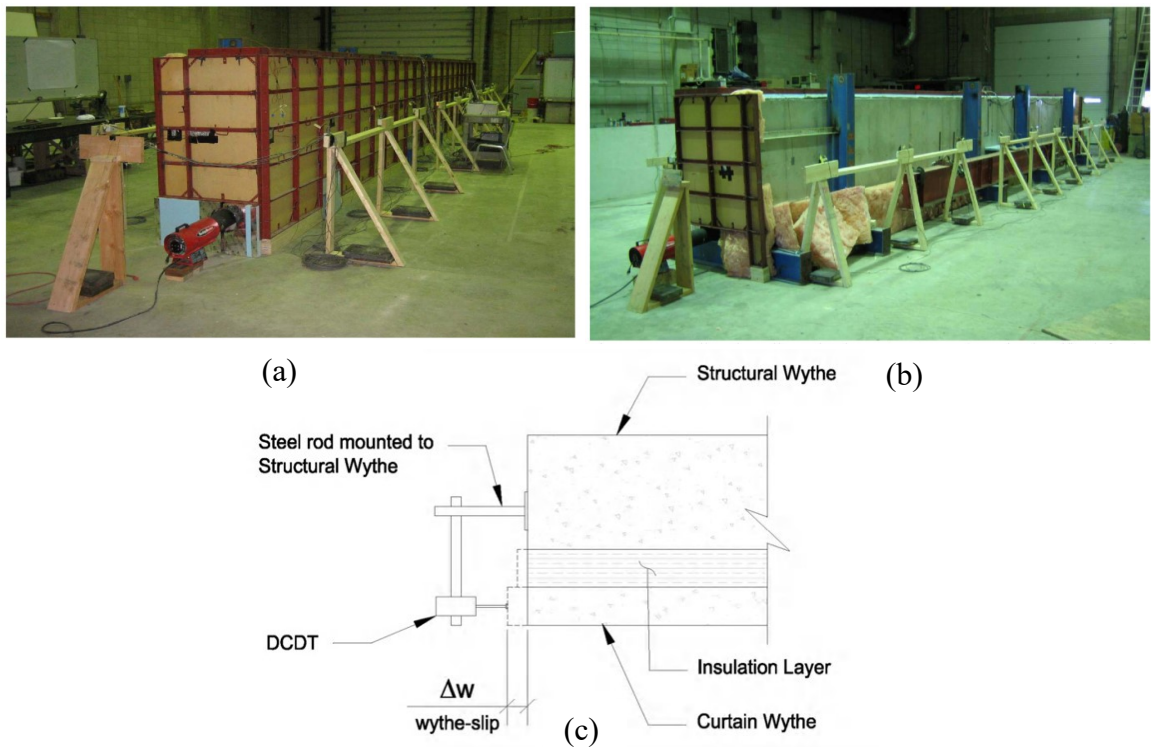 (a)
(b)
Structural Wythe
Steel rod mounted to
Structural Wythe
DCDT
Insulation Layer
Δw
wythe-slip
Curtain Wythe
(c)